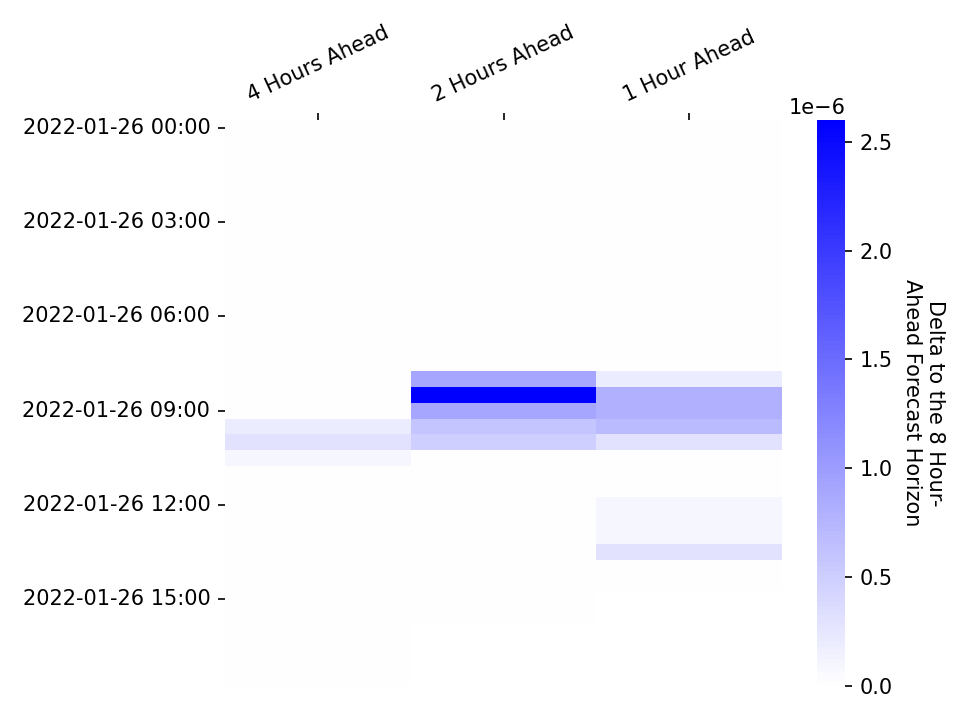 4 Hours Ahead
2 Hours Ahead
1 Hour Ahead
1e−6
2022-01-26 00:00
2022-01-26 03:00
2022-01-26 06:00
2022-01-26 09:00
2022-01-26 12:00
2022-01-26 15:00
2.5
2.0
1.5
1.0
0.5
0.0
Delta to the 8 Hour-
Ahead Forecast Horizon